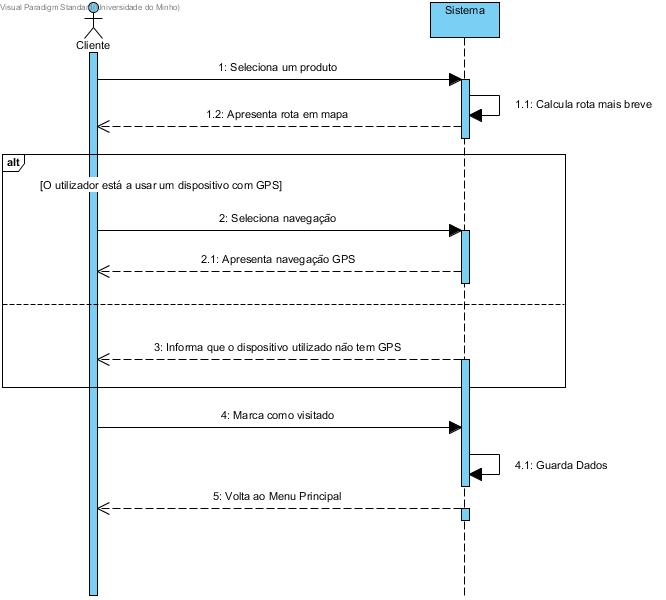 Visual Paradigm Standard (Universidade do Minho)
Sistema
Cliente
1: Seleciona um produto
1.1: Calcula rota mais breve
1.2: Apresenta rota em mapa
alt
[O utilizador está a usar um dispositivo com GPS]
2: Seleciona navegação
2.1: Apresenta navegação GPS
3: Informa que o dispositivo utilizado não tem GPS
4: Marca como visitado
4.1: Guarda Dados
5: Volta ao Menu Principal